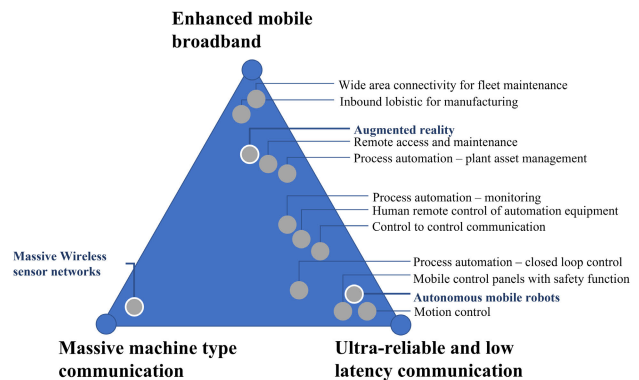 Enhanced mobile
broadband
Wide area connectivity for fleet maintenance
Inbound lobistic for manufacturing
Augmented reality
Remote access and maintenance
Process automation – plant asset management
Process automation – monitoring
Human remote control of automation equipment
Control to control communication
Massive Wireless
sensor networks
Process automation – closed loop control
Mobile control panels with safety function
Autonomous mobile robots
Motion control
Massive machine type
communication
Ultra-reliable and low
latency communication